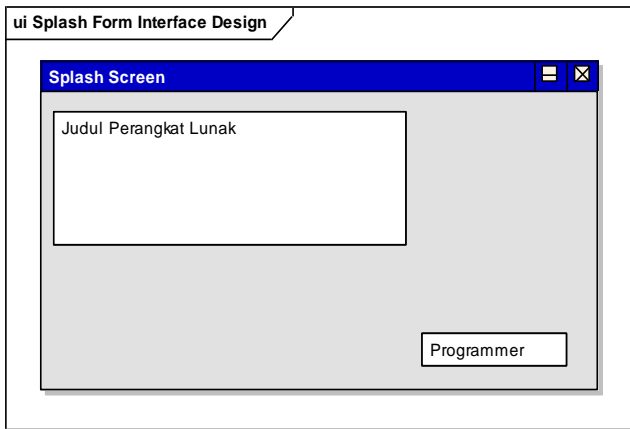 ui Splash Form Interface Design
Splash Screen
Judul Perangkat Lunak
Programmer